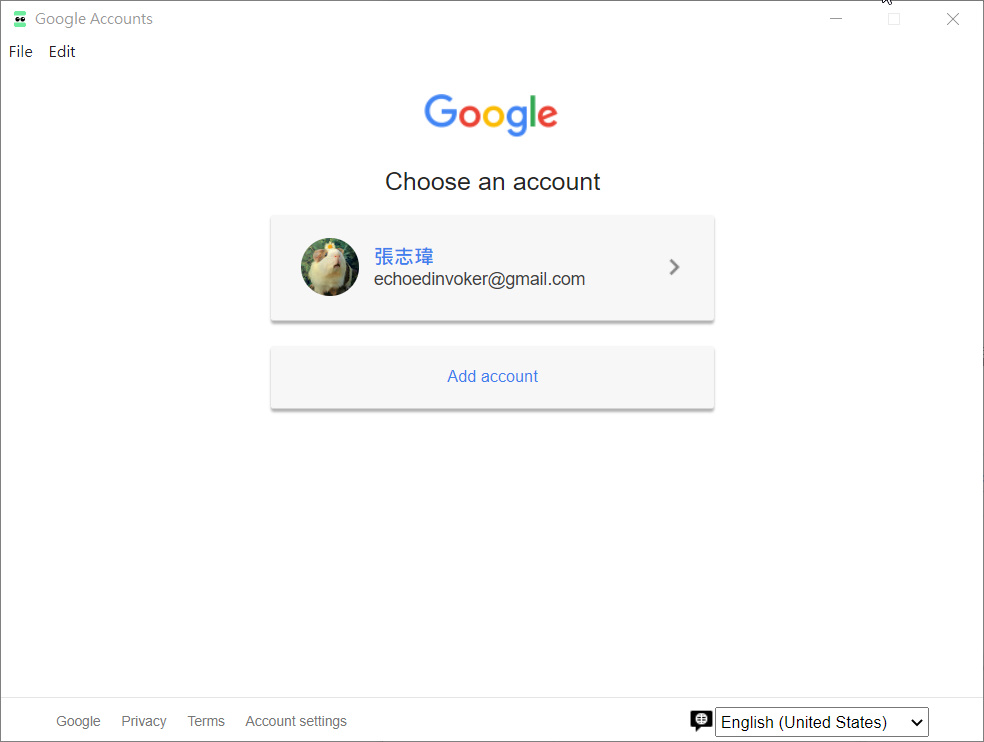 Google Accounts
File Edit
Google
Choose an account
張志瑋
echoedinvoker@gmail.com
Add account
Google Privacy Terms Account settings
English (United States)